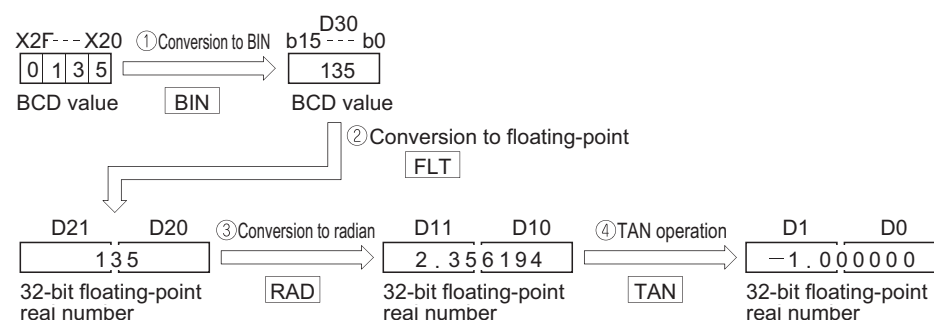 D30
X2F---X20 ①Conversion to BIN b15---b0
0 1 3 5 135
BCD value BIN BCD value
②Conversion to floating-point
FLT
D21 D20 ③Conversion to radian D11 D10 ④TAN operation D1 D0
135 2.356194 −1.000000
32-bit floating-point real number RAD 32-bit floating-point real number TAN 32-bit floating-point real number